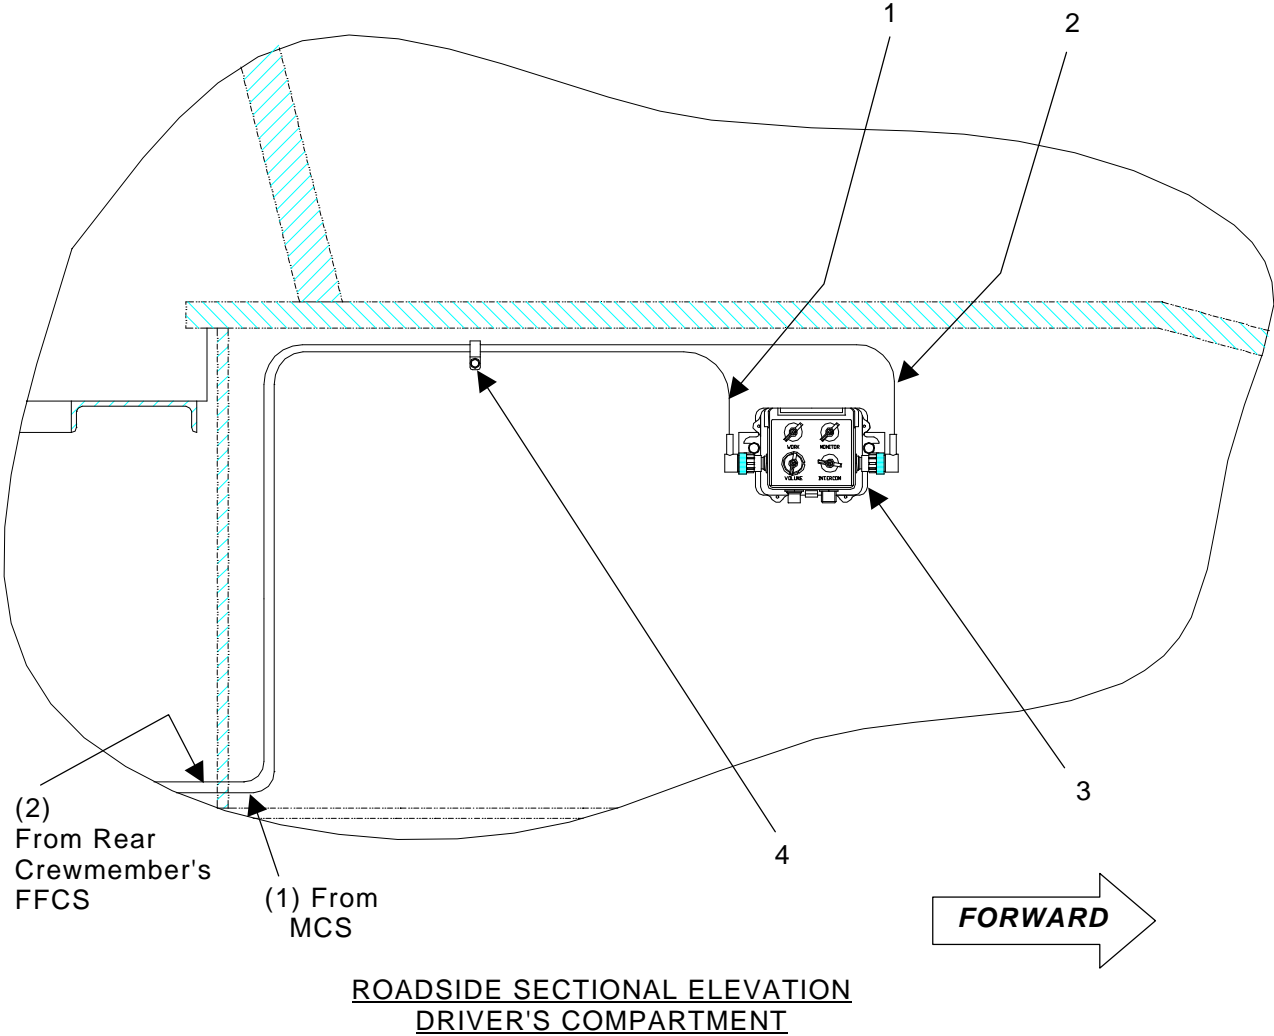 1
2
WORK MONITOR
VOLUME INTERCOM
3
4
(2)
From Rear
Crewmember's
FFCS
(1) From
MCS
FORWARD
ROADSIDE SECTIONAL ELEVATION
DRIVER'S COMPARTMENT